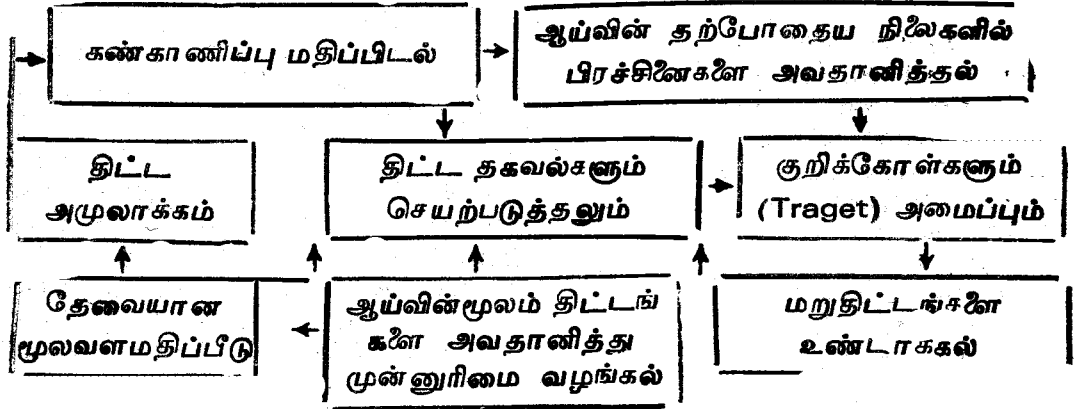 கண்காணிப்பு மதிப்பிடல்
ஆய்வின் தற்போதைய நிலைகளில்
பிரச்சினைகளை அவதானித்தல்
திட்ட
அமுலாக்கம்
திட்ட தகவல்களும்
செயற்படுத்தலும்
குறிக்கோள்களும்
(Traget) அமைப்பும்
தேவையான
மூலவளமதிப்பீடு
ஆய்வின்மூலம் திட்டங்
களை அவதானித்து
முன்னுரிமை வழங்கல்
மறுதிட்டங்களை
உண்டாக்கல்